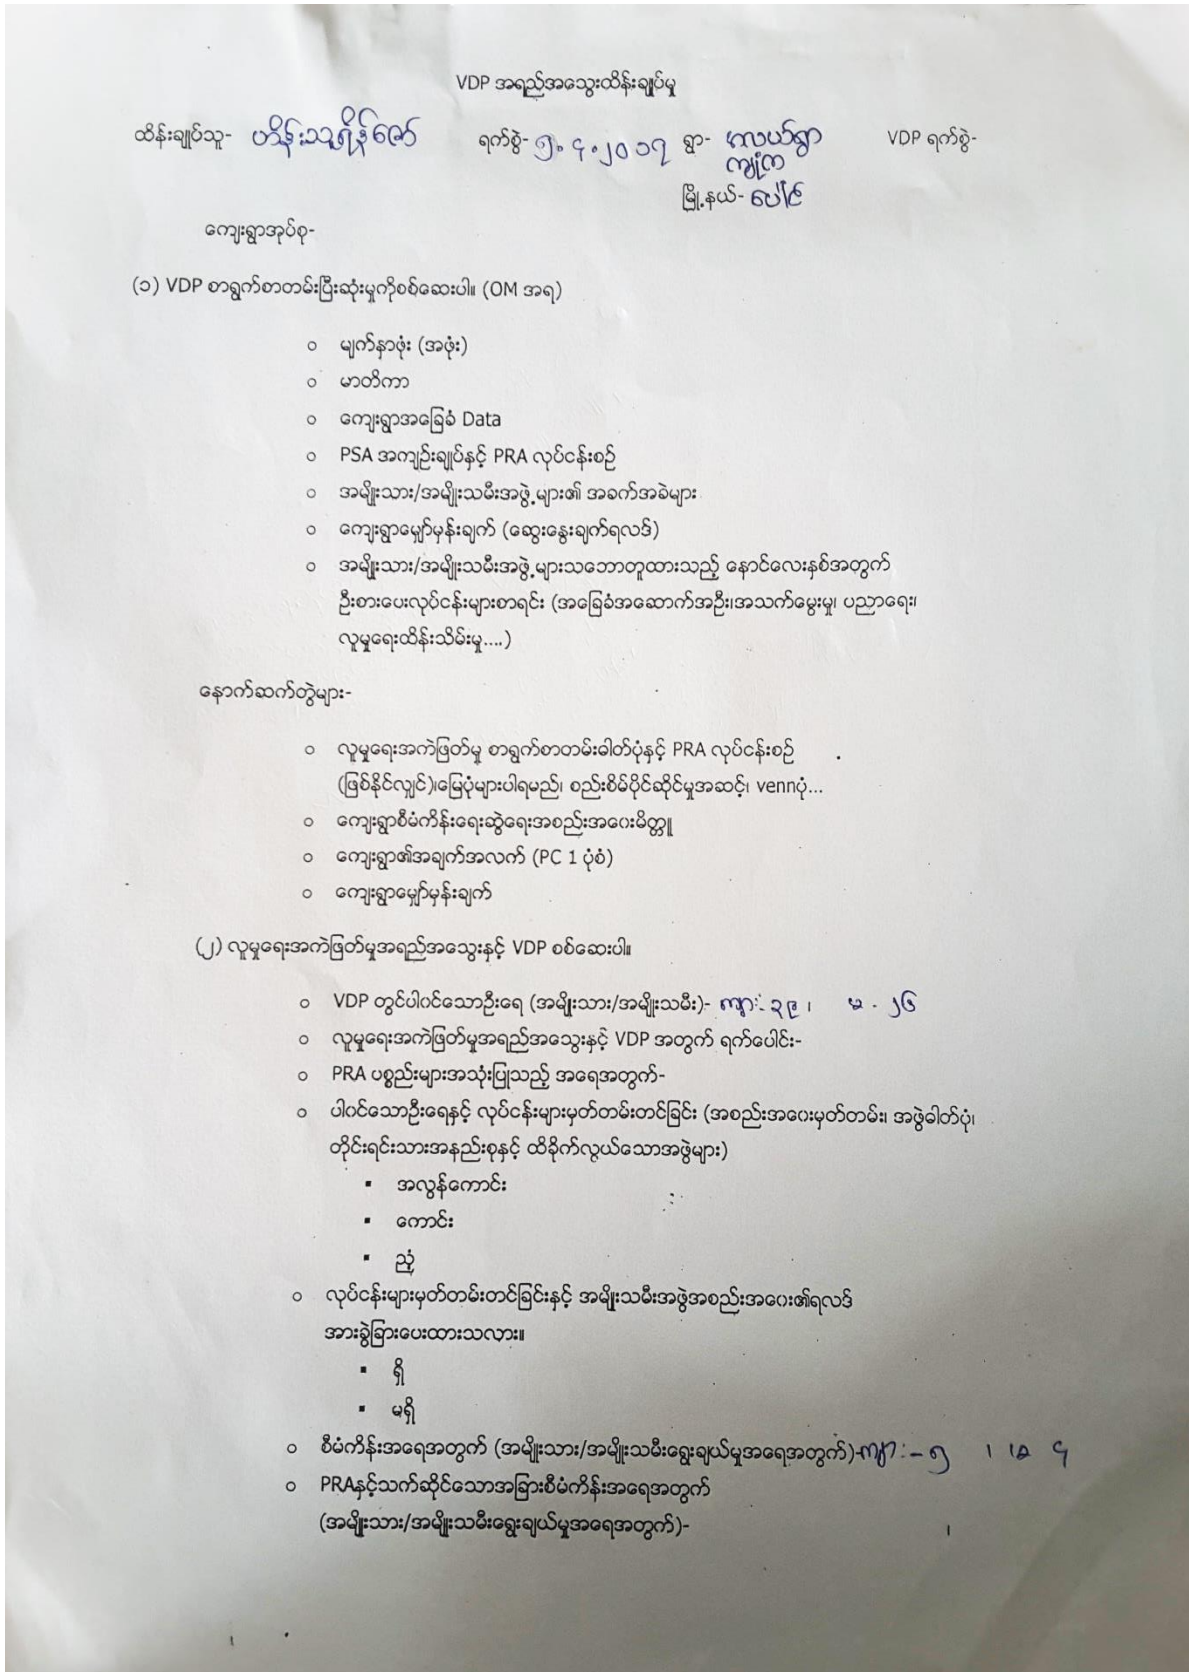 VDP အရည်အသွေးထိန်းချုပ်မှု
ထိန်းချုပ်သူ- ဟိန်းသူရိန်ဇော် ရက်စွဲ- ၅.၄.၂၀၁၇ ရွာ- လယ်ရွာ VDP ရက်စွဲ-
ကျုံက
မြို့နယ်- ပေါင်
ကျေးရွာအုပ်စု-
(၁) VDP စာရွက်စာတမ်းပြီးဆုံးမှုကိုစစ်ဆေးပါ။ (OM အရ)
○ မျက်နှာဖုံး (အဖုံး)
○ မာတိကာ
○ ကျေးရွာအခြေခံ Data
○ PSA အကျဉ်းချုပ်နှင့် PRA လုပ်ငန်းစဉ်
○ အမျိုးသား/အမျိုးသမီးအဖွဲ့များ၏ အခက်အခဲများ
○ ကျေးရွာမျှော်မှန်းချက် (ဆွေးနွေးချက်ရလဒ်)
○ အမျိုးသား/အမျိုးသမီးအဖွဲ့များသဘောတူထားသည့် နောင်လေးနှစ်အတွက်
ဦးစားပေးလုပ်ငန်းများစာရင်း (အခြေခံအဆောက်အဦး၊အသက်မွေးမှု၊ ပညာရေး၊
လူမှုရေးထိန်းသိမ်းမှု....)
နောက်ဆက်တွဲများ-
○ လူမှုရေးအကဲဖြတ်မှု စာရွက်စာတမ်းဓါတ်ပုံနှင့် PRA လုပ်ငန်းစဉ်
(ဖြစ်နိုင်လျှင်)၊မြေပုံများပါရမည်၊ စည်းစိမ်ပိုင်ဆိုင်မှုအဆင့်၊ vennပုံ...
○ ကျေးရွာစီမံကိန်းရေးဆွဲရေးအစည်းအဝေးမိတ္တူ
○ ကျေးရွာ၏အချက်အလက် (PC 1 ပုံစံ)
○ ကျေးရွာမျှော်မှန်းချက်
(၂) လူမှုရေးအကဲဖြတ်မှုအရည်အသွေးနှင့် VDP စစ်ဆေးပါ။
○ VDP တွင်ပါဝင်သောဦးရေ (အမျိုးသား/အမျိုးသမီး)- ကျား-၃၉ ၊ မ - ၂၆
○ လူမှုရေးအကဲဖြတ်မှုအရည်အသွေးနှင့် VDP အတွက် ရက်ပေါင်း-
○ PRA ပစ္စည်းများအသုံးပြုသည့် အရေအတွက်-
○ ပါဝင်သောဦးရေနှင့် လုပ်ငန်းများမှတ်တမ်းတင်ခြင်း (အစည်းအဝေးမှတ်တမ်း၊ အဖွဲဓါတ်ပုံ၊
တိုင်းရင်းသားအနည်းစုနှင့် ထိခိုက်လွယ်သောအဖွဲများ)
▪ အလွန်ကောင်း
▪ ကောင်း
▪ ညံ့
○ လုပ်ငန်းများမှတ်တမ်းတင်ခြင်းနှင့် အမျိုးသမီးအဖွဲအစည်းအဝေး၏ရလဒ်
အားခွဲခြားပေးထားသလား။
▪ ရှိ
▪ မရှိ
○ စီမံကိန်းအရေအတွက် (အမျိုးသား/အမျိုးသမီးရွေးချယ်မှုအရေအတွက်)-ကျား-၅ ၊ မ ၄
○ PRAနှင့်သက်ဆိုင်သောအခြားစီမံကိန်းအရေအတွက်
(အမျိုးသား/အမျိုးသမီးရွေးချယ်မှုအရေအတွက်)-